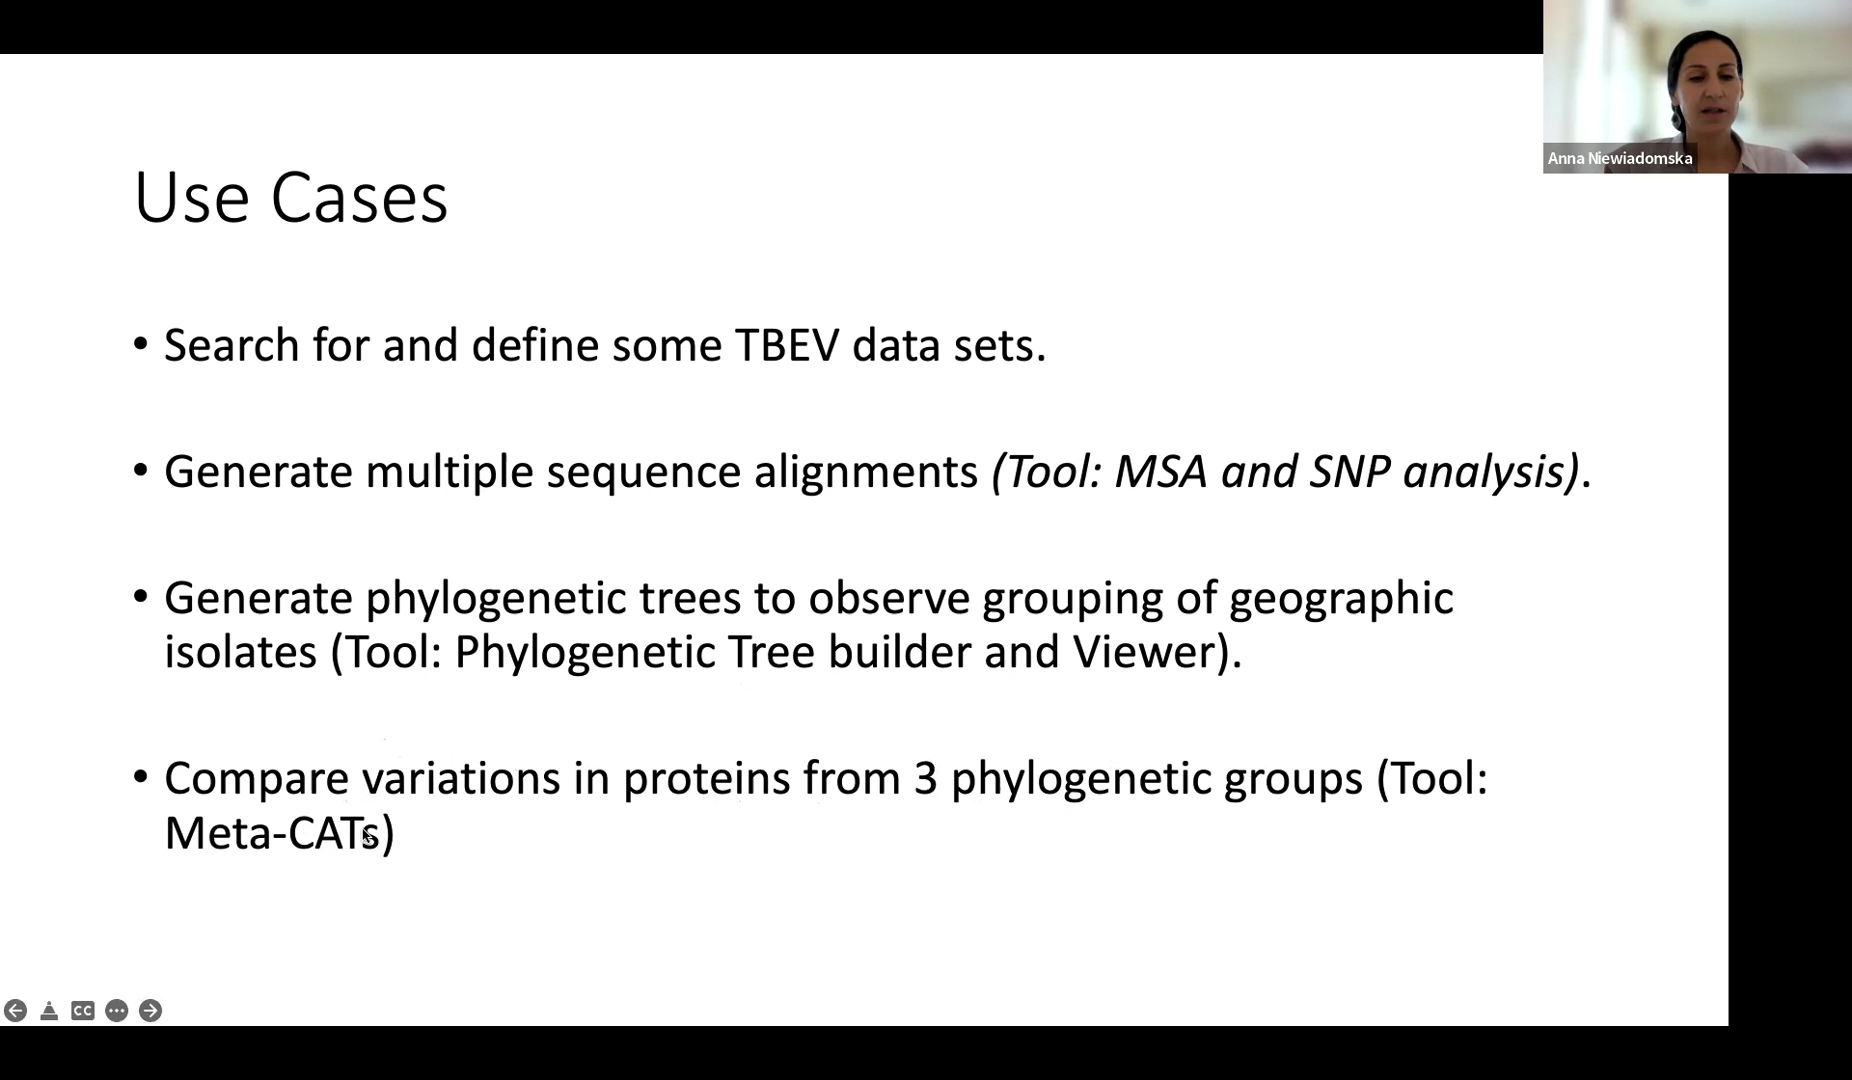 Anna Niewiadomska
Use Cases
• Search for and define some TBEV data sets.
• Generate multiple sequence alignments (Tool: MSA and SNP analysis).
• Generate phylogenetic trees to observe grouping of geographic
isolates (Tool: Phylogenetic Tree builder and Viewer).
• Compare variations in proteins from 3 phylogenetic groups (Tool:
Meta-CATs)
CC